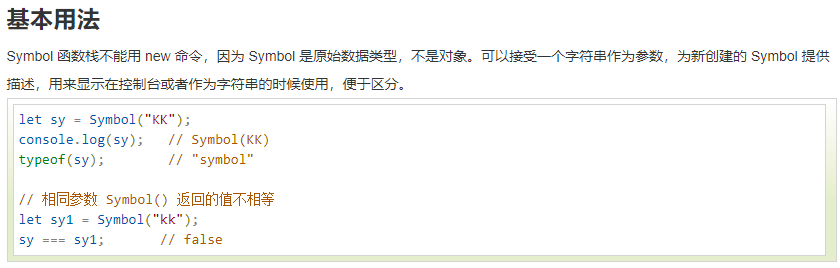 基本用法
Symbol 函数栈不能用 new 命令，因为 Symbol 是原始数据类型，不是对象。可以接受一个字符串作为参数，为新创建的 Symbol 提供
描述，用来显示在控制台或者作为字符串的时候使用，便于区分。
let sy = Symbol("KK");
console.log(sy);   // Symbol(KK)
typeof(sy);        // "symbol"
// 相同参数 Symbol() 返回的值不相等
let sy1 = Symbol("kk");
sy === sy1;       // false